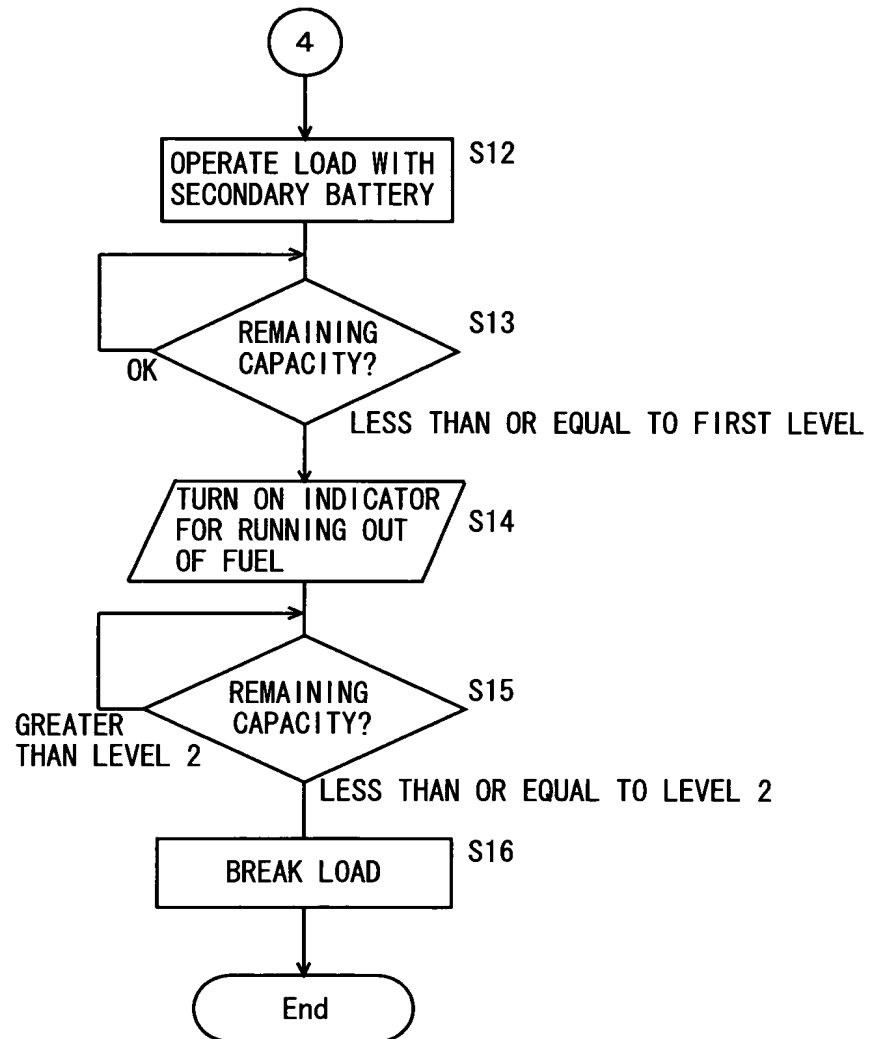 4
OPERATE LOAD WITH
SECONDARY BATTERY
S12
REMAINING
CAPACITY?
S13
OK
LESS THAN OR EQUAL TO FIRST LEVEL
TURN ON INDICATOR
FOR RUNNING OUT
OF FUEL
S14
REMAINING
CAPACITY?
S15
GREATER
THAN LEVEL 2
LESS THAN OR EQUAL TO LEVEL 2
BREAK LOAD
S16
End